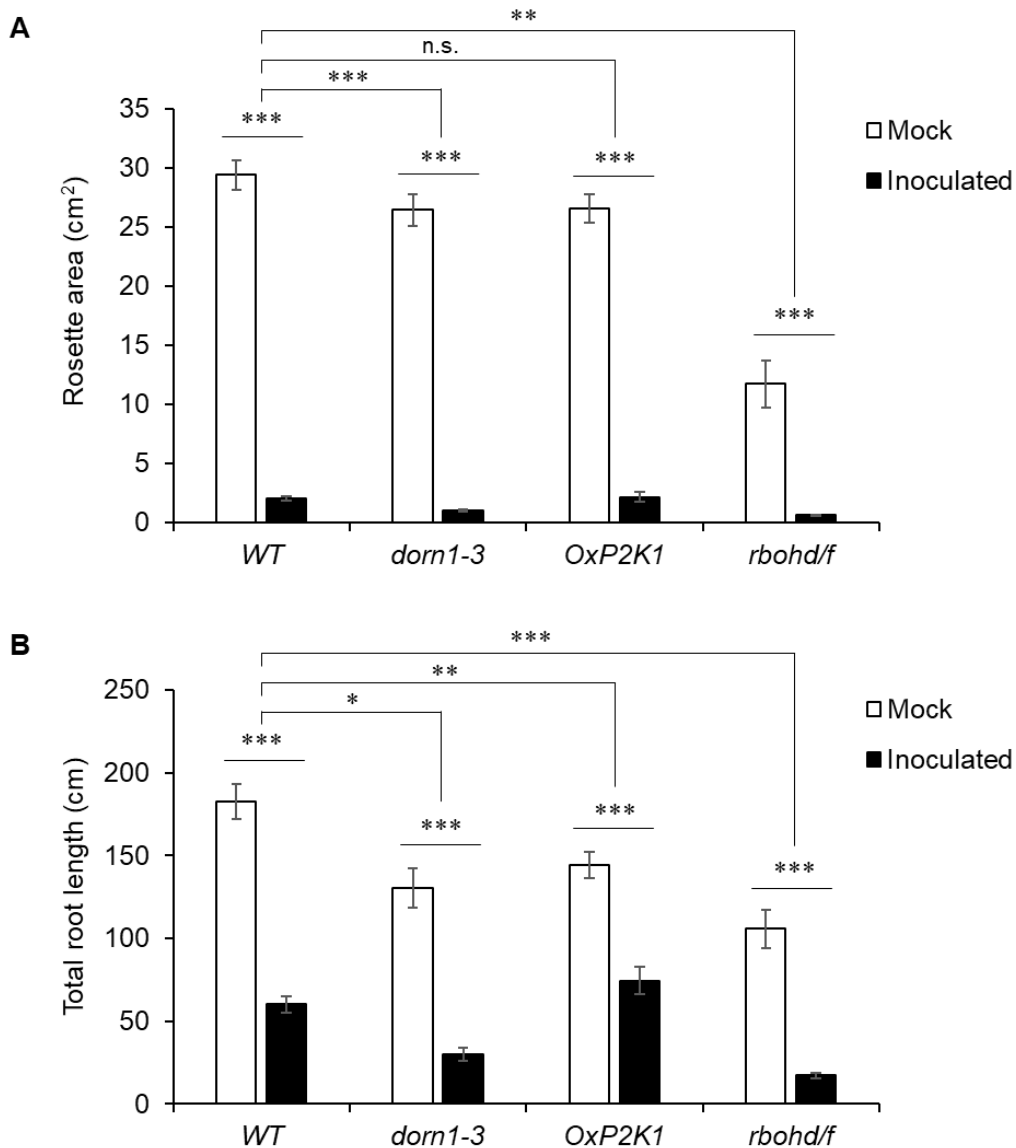 A
**
n.s.
***
***
***
***
***
35
30
25
20
15
10
5
0
Rosette area (cm²)
Mock
Inoculated
WT dorn1-3 OxP2K1 rbohd/f
B
***
**
*
***
***
***
***
250
200
150
100
50
0
Total root length (cm)
Mock
Inoculated
WT dorn1-3 OxP2K1 rbohd/f